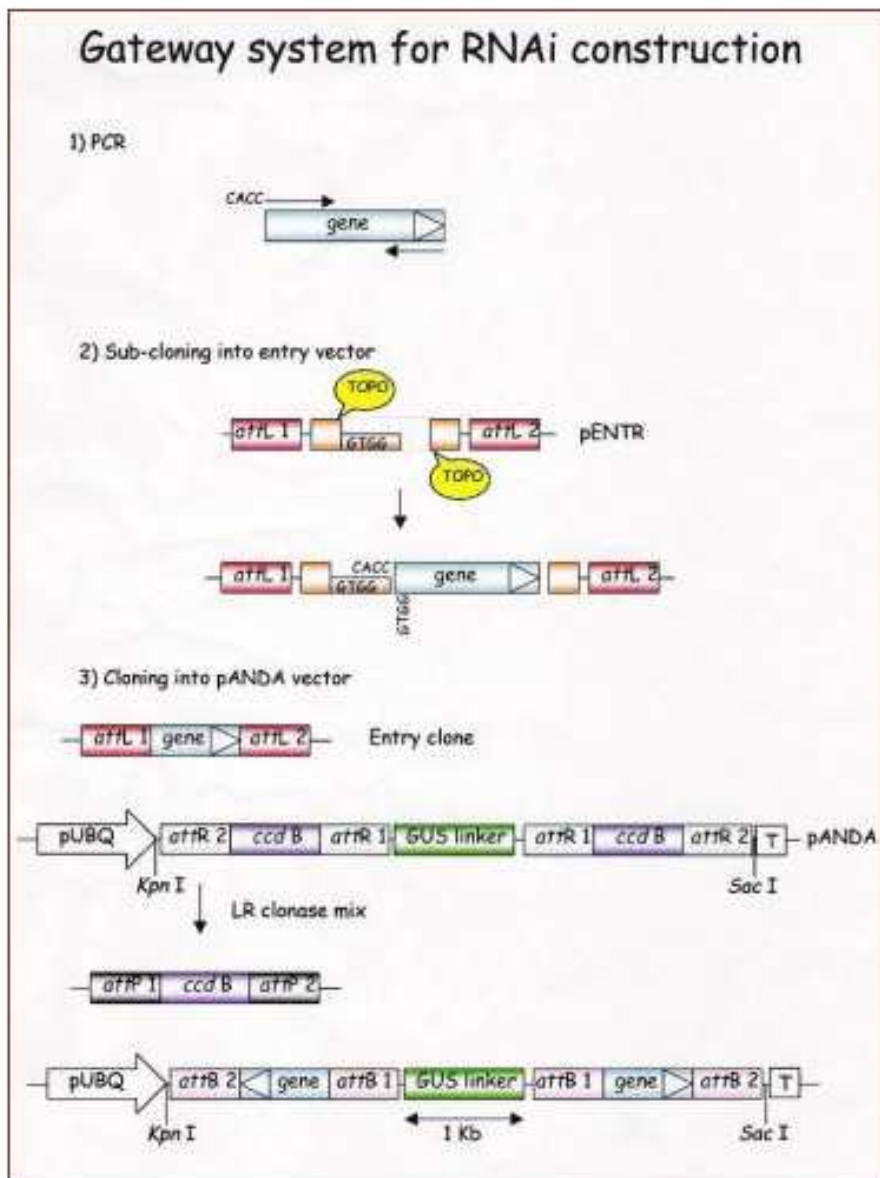 Gateway system for RNAi construction
1) PCR
CACC
gene
2) Sub-cloning into entry vector
TOPO
attL 1
GTGG
attL 2
pENTR
TOPO
attL 1
CACC
GTGG
gene
attL 2
GTGG
3) Cloning into pANDA vector
attL 1 gene attL 2 Entry clone
pUBQ attR 2 ccd B attR 1 GUS linker attR 1 ccd B attR 2 T pANDA
Kpn I Sac I
LR clonase mix
attP 1 ccd B attP 2
pUBQ attB 2 gene attB 1 GUS linker attB 1 gene attB 2 T
Kpn I 1 Kb Sac I